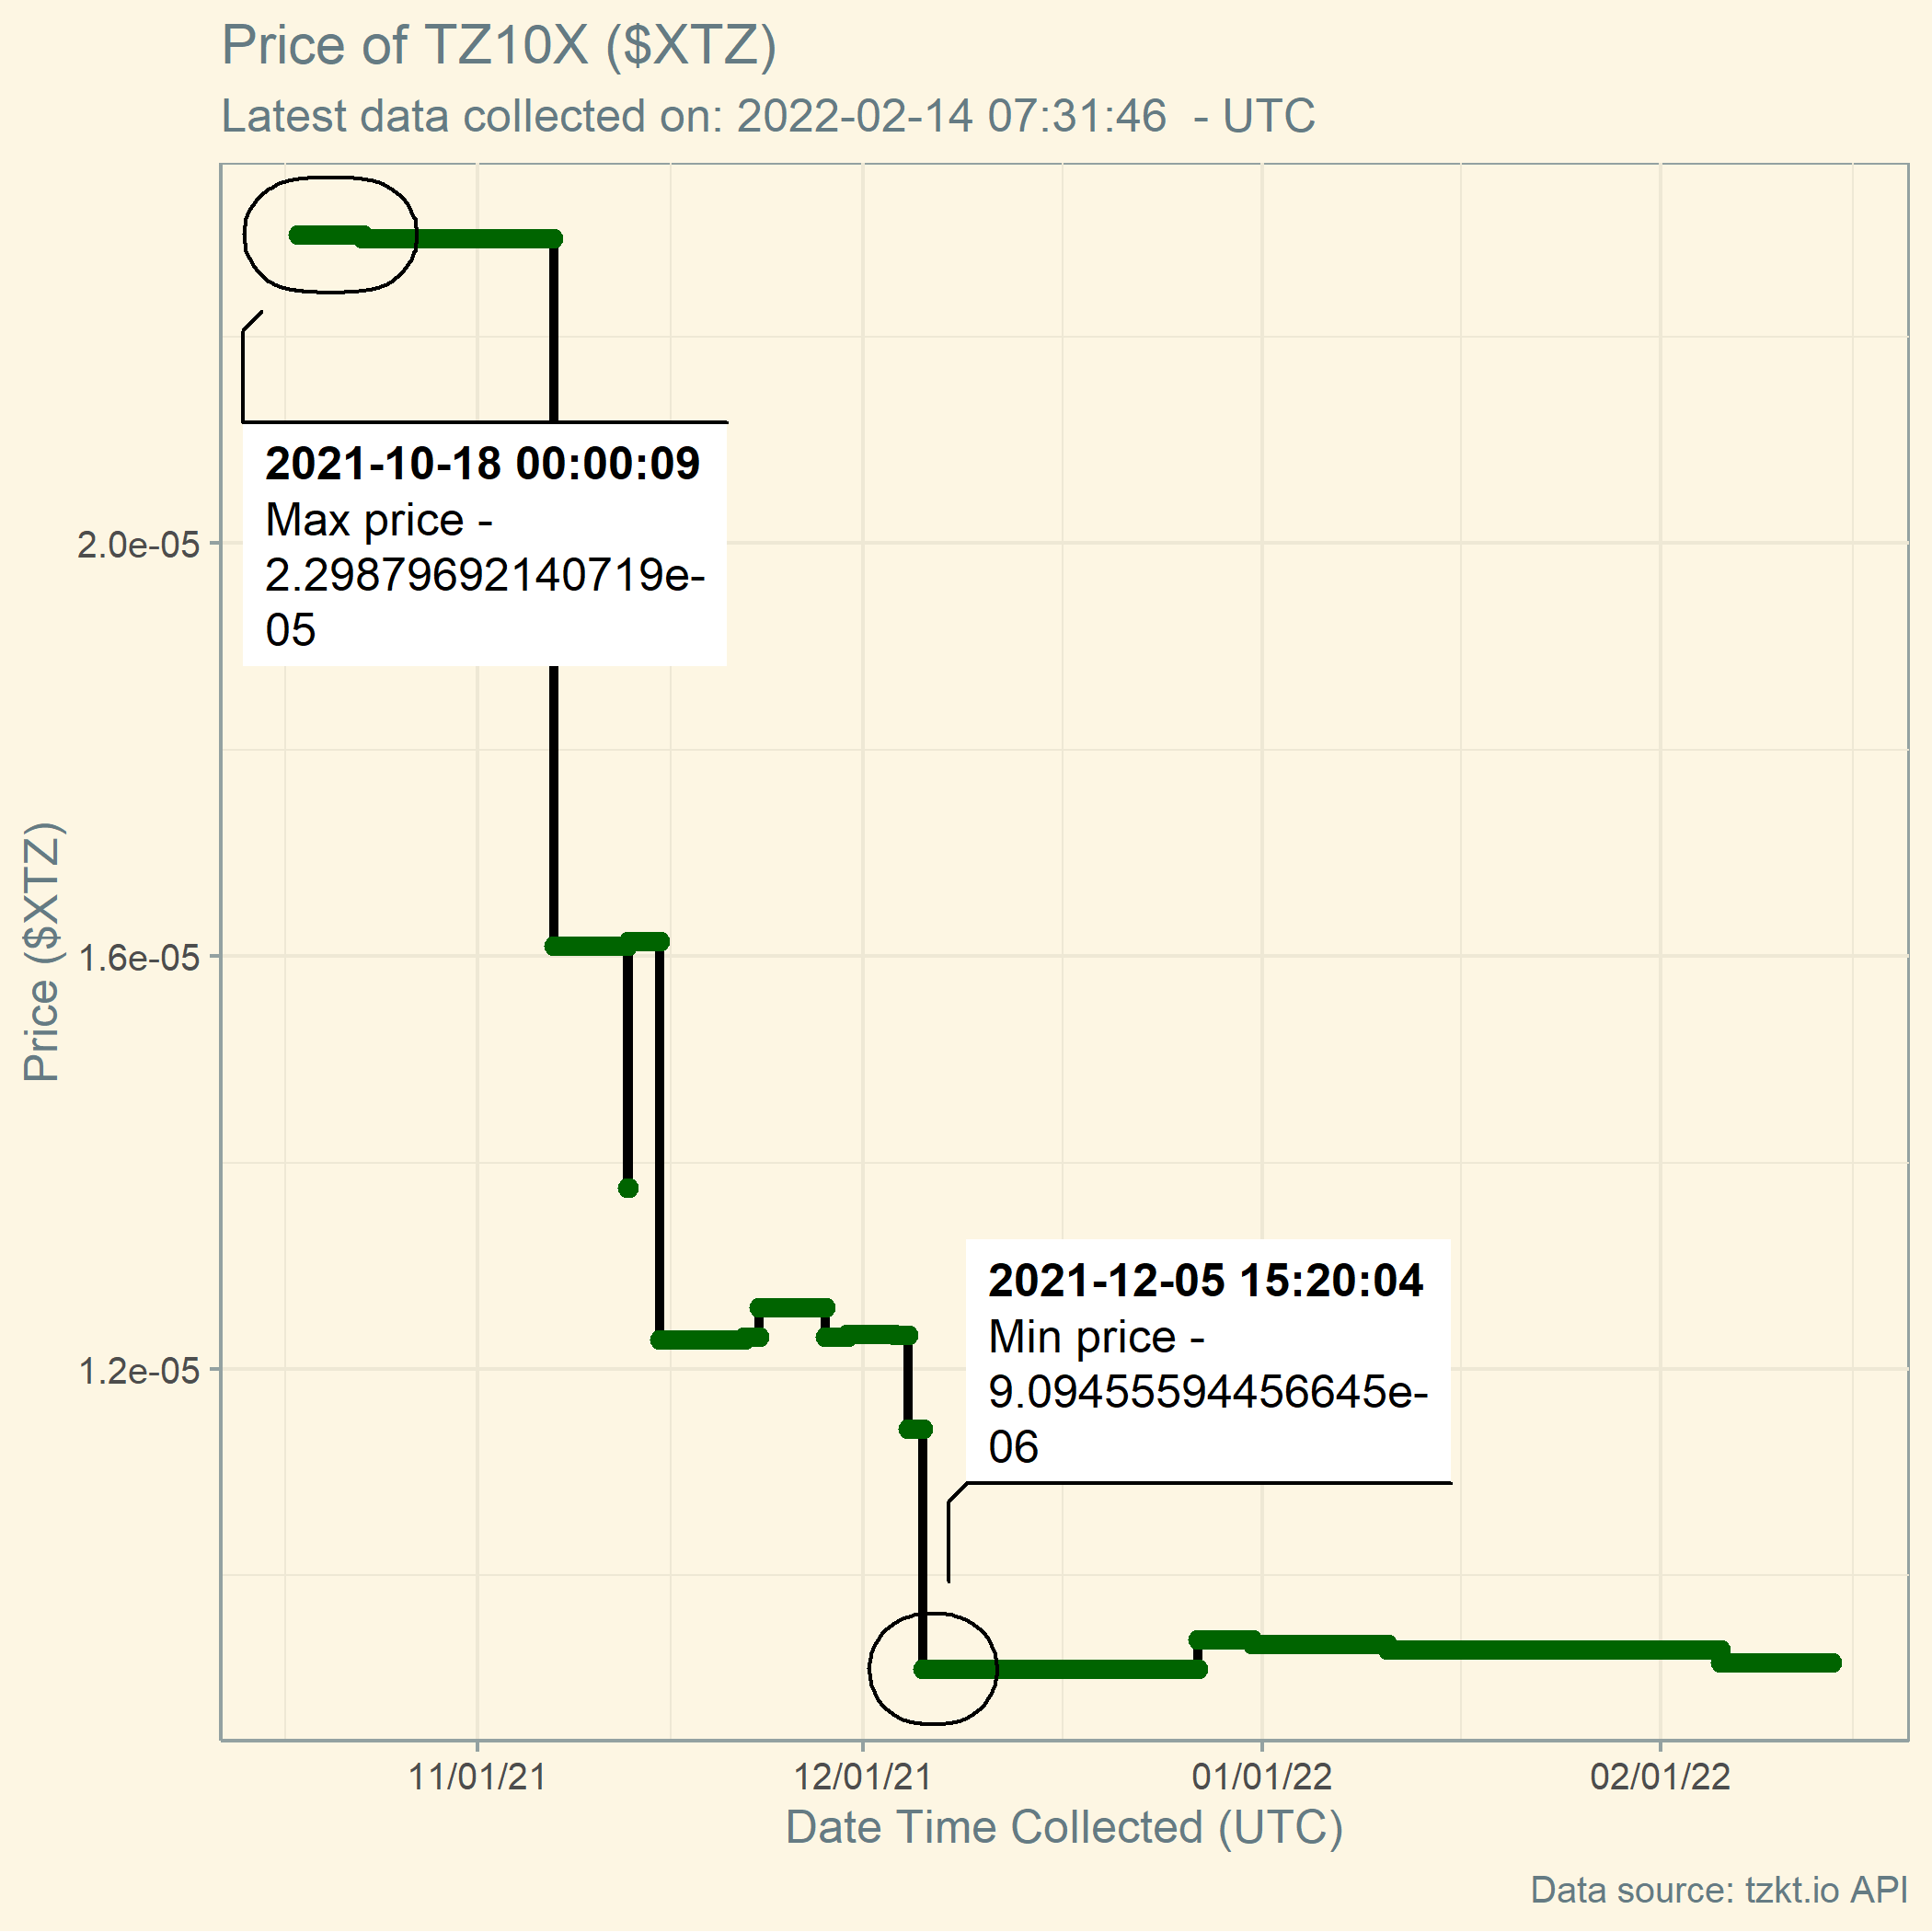 Price of TZ10X ($XTZ)
Latest data collected on: 2022-02-14 07:31:46  - UTC
2021-10-18 00:00:09
Max price -
2.29879692140719e-
05
2.0e-05
1.6e-05
1.2e-05
Price ($XTZ)
2021-12-05 15:20:04
Min price -
9.09455594456645e-
06
11/01/21
12/01/21
01/01/22
02/01/22
Date Time Collected (UTC)
Data source: tzkt.io API